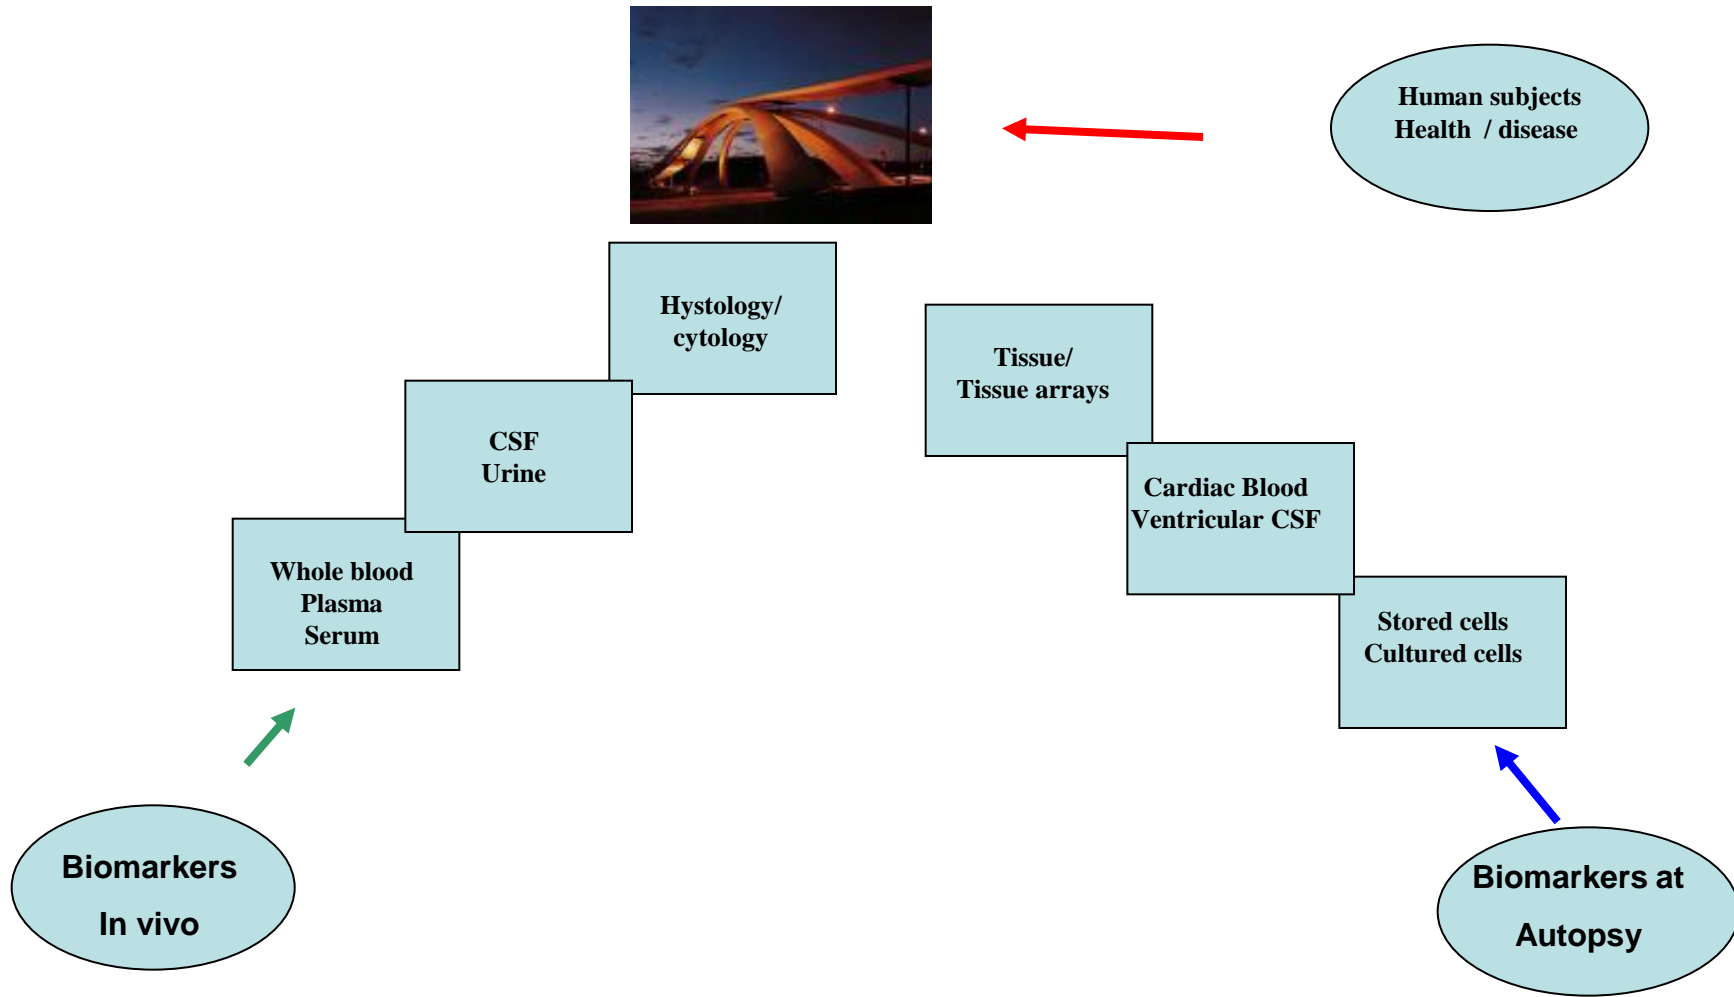 Human subjects
Health / disease
Hystology/
cytology
Tissue/
Tissue arrays
CSF
Urine
Cardiac Blood
Ventricular CSF
Whole blood
Plasma
Serum
Stored cells
Cultured cells
Biomarkers
In vivo
Biomarkers at
Autopsy